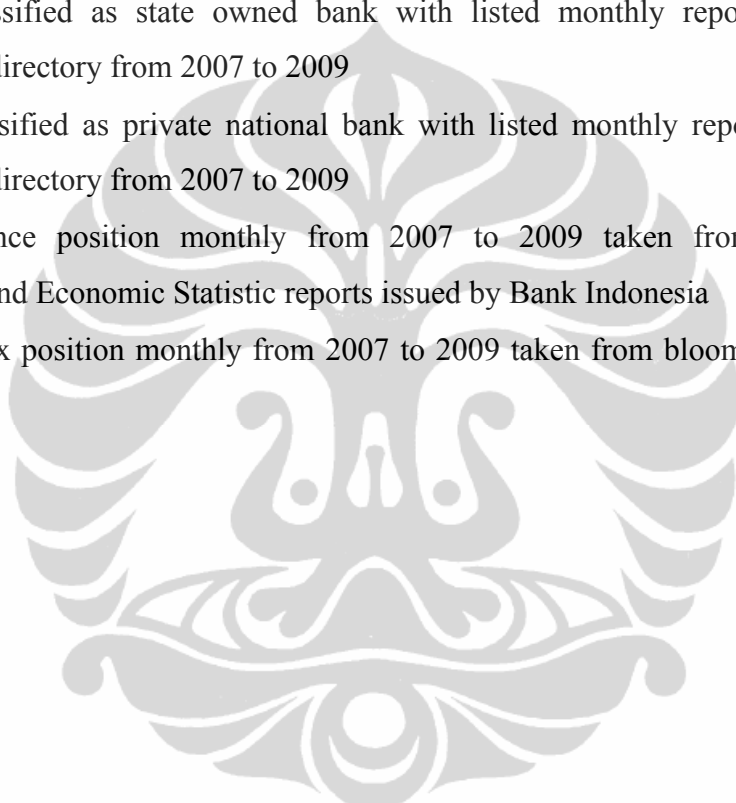 ssified as state owned bank with listed monthly repo
directory from 2007 to 2009
sified as private national bank with listed monthly repo
directory from 2007 to 2009
nce position monthly from 2007 to 2009 taken from
nd Economic Statistic reports issued by Bank Indonesia
x position monthly from 2007 to 2009 taken from bloom